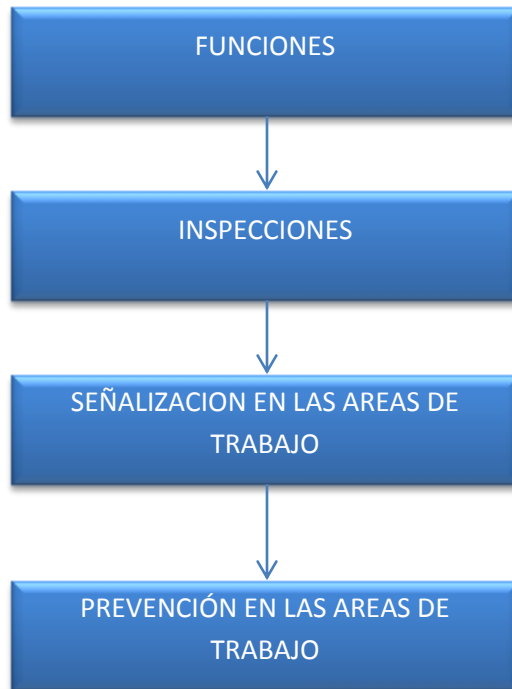 FUNCIONES
INSPECCIONES
SEÑALIZACION EN LAS AREAS DE
TRABAJO
PREVENCIÓN EN LAS AREAS DE
TRABAJO